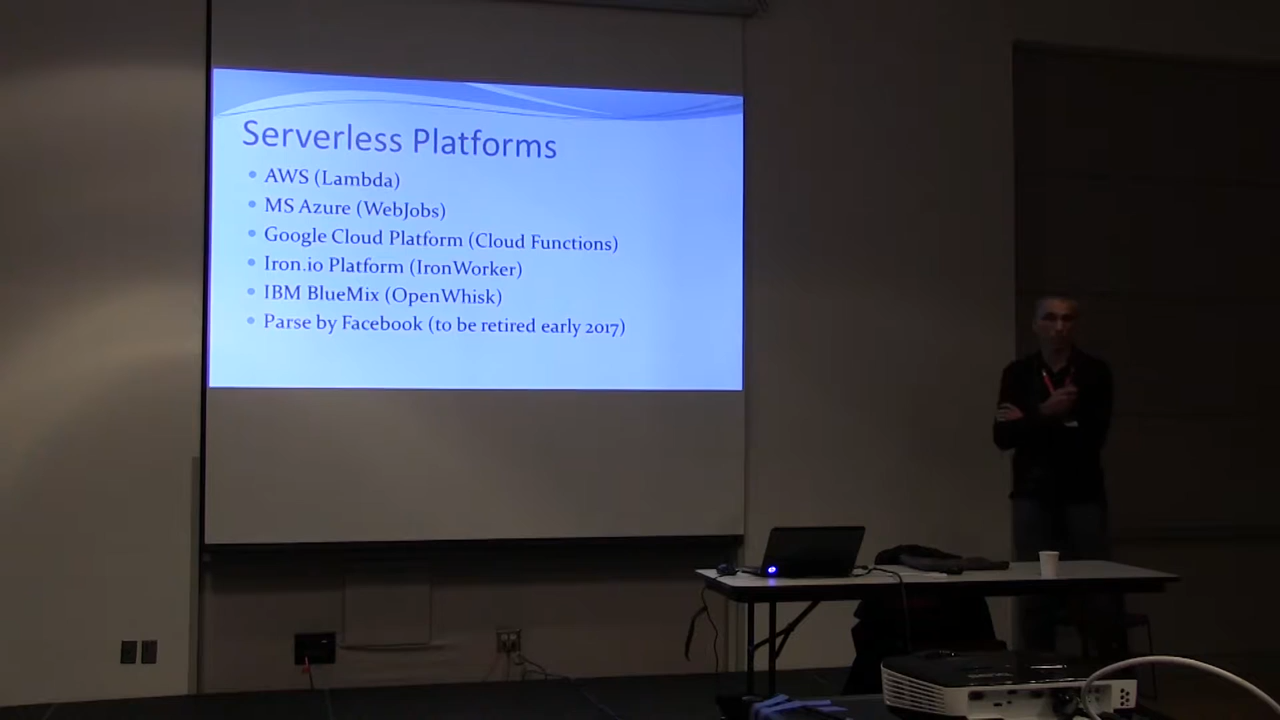 Serverless Platforms
AWS (Lambda)
MS Azure (WebJobs)
Google Cloud Platform (Cloud Functions)
Iron.io Platform (IronWorker)
IBM BlueMix (OpenWhisk)
Parse by Facebook (to be retired early 2017)